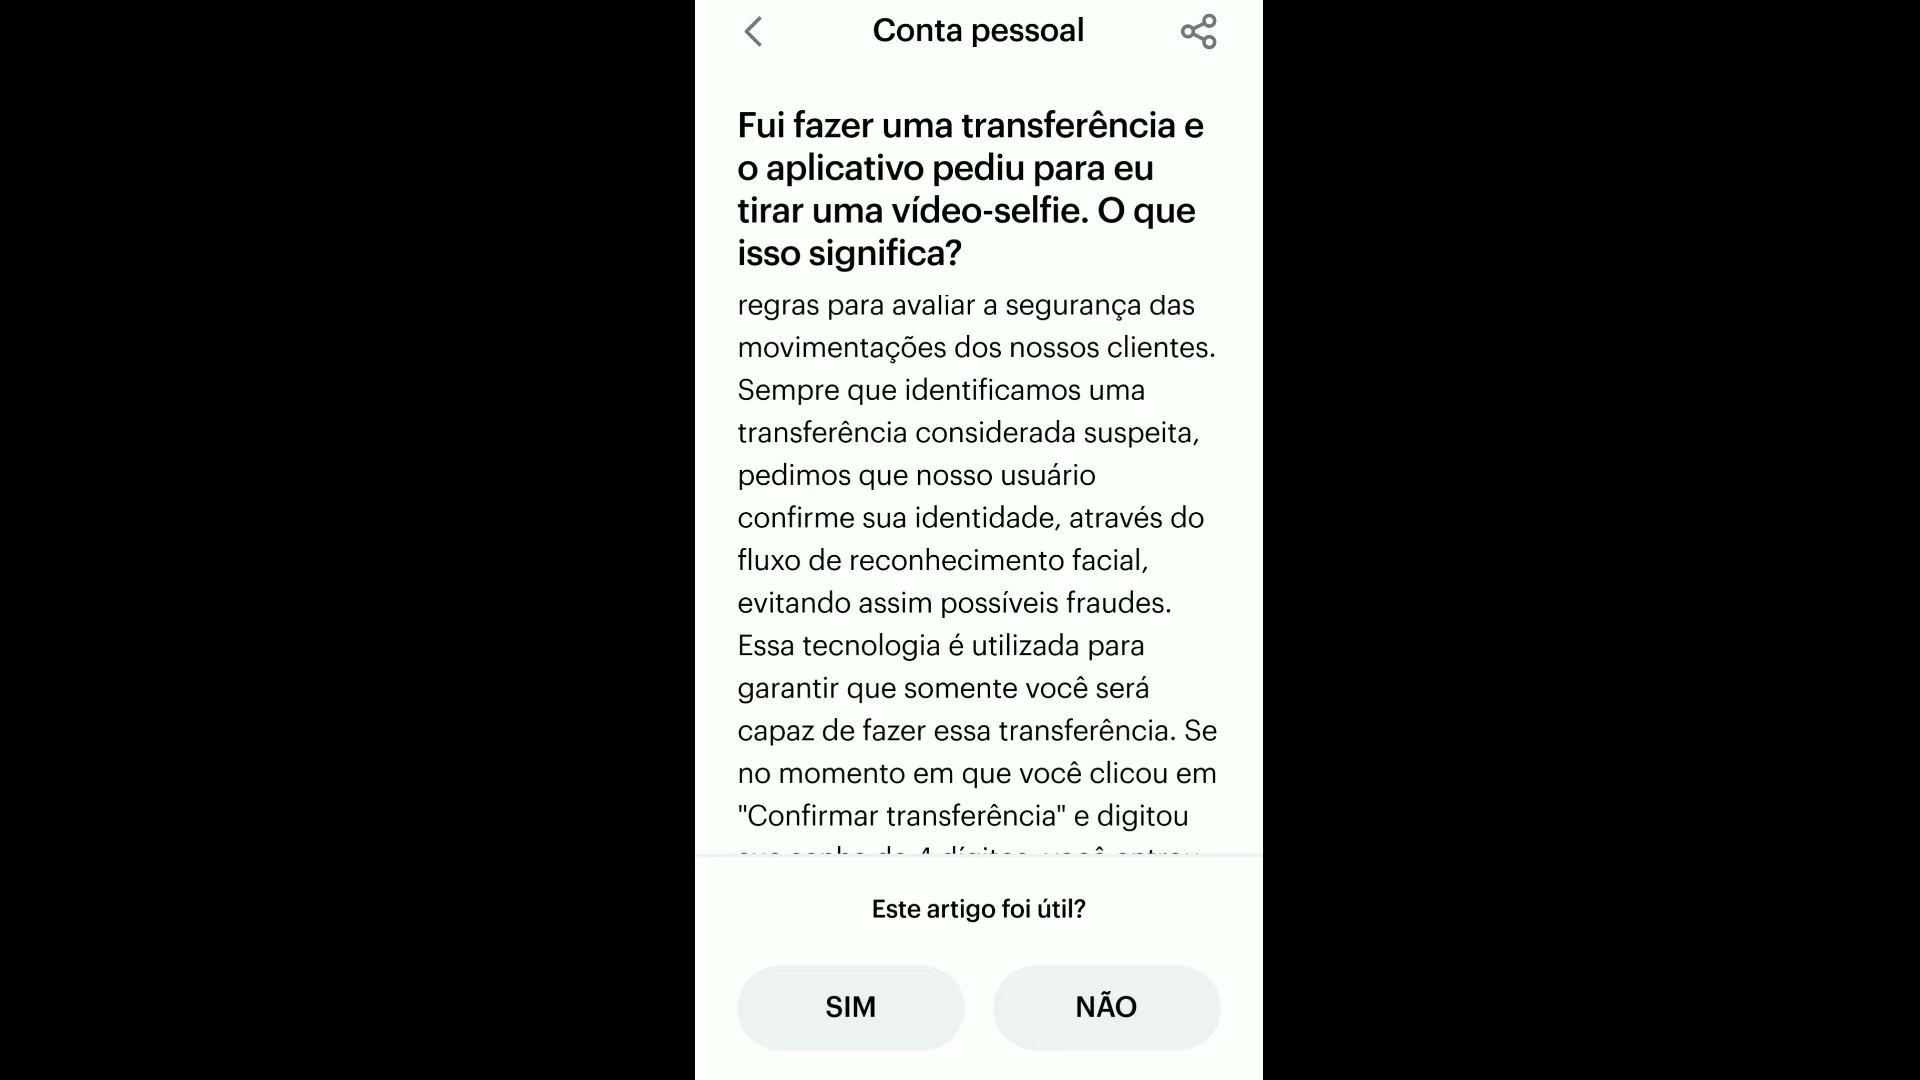 Conta pessoal
Fui fazer uma transferência e
o aplicativo pediu para eu
tirar uma vídeo-selfie. O que
isso significa?
regras para avaliar a segurança das
movimentações dos nossos clientes.
Sempre que identificamos uma
transferência considerada suspeita,
pedimos que nosso usuário
confirme sua identidade, através do
fluxo de reconhecimento facial,
evitando assim possíveis fraudes.
Essa tecnologia é utilizada para
garantir que somente você será
capaz de fazer essa transferência. Se
no momento em que você clicou em
"Confirmar transferência" e digitou
Este artigo foi útil?
SIM
NÃO